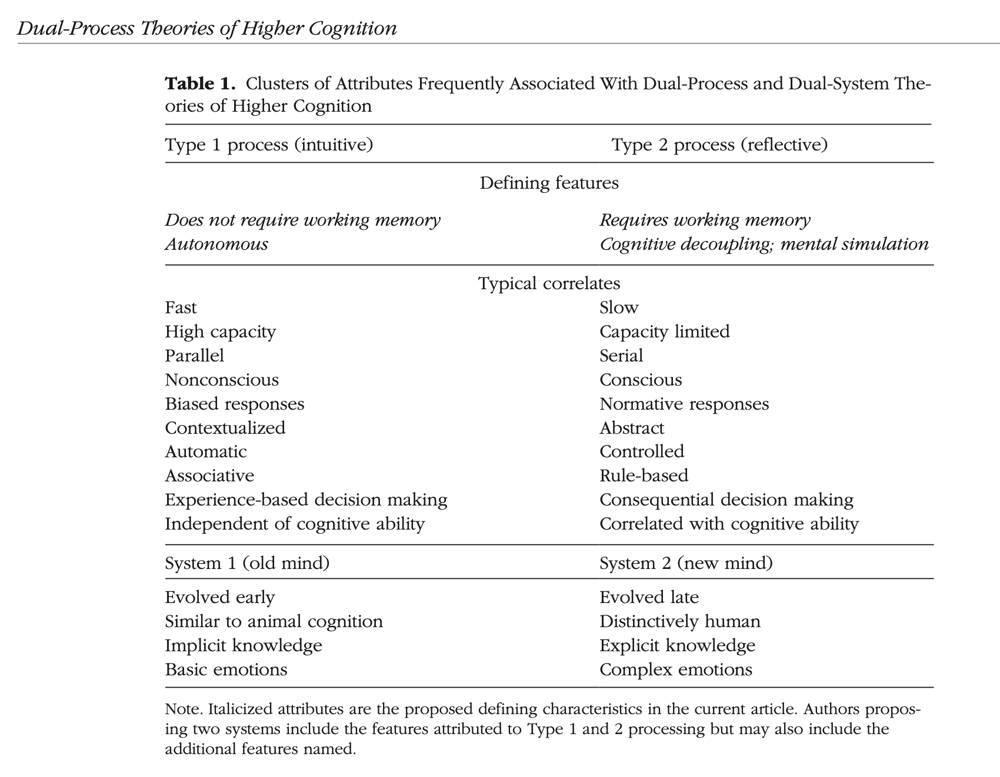 Dual-Process Theories of Higher Cognition
Table 1. Clusters of Attributes Frequently Associated With Dual-Process and Dual-System The-
ories of Higher Cognition
Type 1 process (intuitive) Type 2 process (reflective)
Defining features
Does not require working memory Requires working memory
Autonomous Cognitive decoupling; mental simulation
Typical correlates
Fast Slow
High capacity Capacity limited
Parallel Serial
Nonconscious Conscious
Biased responses Normative responses
Contextualized Abstract
Automatic Controlled
Associative Rule-based
Experience-based decision making Consequential decision making
Independent of cognitive ability Correlated with cognitive ability
System 1 (old mind) System 2 (new mind)
Evolved early Evolved late
Similar to animal cognition Distinctively human
Implicit knowledge Explicit knowledge
Basic emotions Complex emotions
Note. Italicized attributes are the proposed defining characteristics in the current article. Authors propos-
ing two systems include the features attributed to Type 1 and 2 processing but may also include the
additional features named.